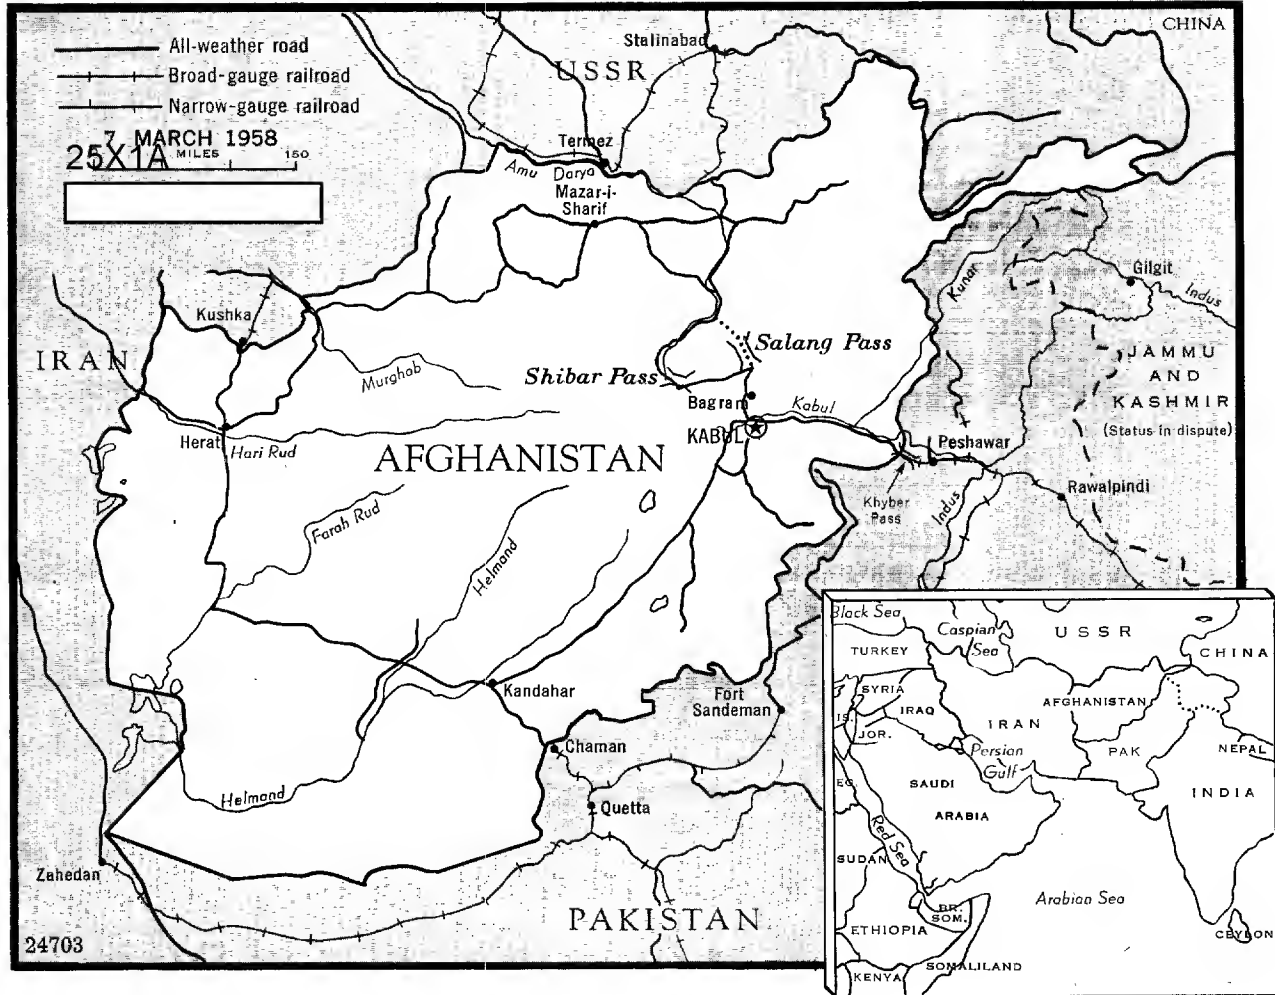 CHINA
All-weather road
Broad-gauge railroad
Narrow-gauge railroad
7 MARCH 1958
25X1A MILES 150
Stalinabad
USSR
Termez
Amu Darya
Mazar-i-
Sharif
Kushka
IRAN
Murghab
Salang Pass
Shibar Pass
Bagram
Kabul
KABUL
Kunar
Gilgit
Indus
JAMMU
AND
KASHMIR
(Status in dispute)
Herat
Hari Rud
AFGHANISTAN
Peshawar
Khyber
Pass
Indus
Rawalpindi
Farah Rud
Helmand
Kandahar
Fort
Sandeman
Chaman
Helmand
Quetta
Zahedan
PAKISTAN
24703
Black Sea
Caspian
Sea
USSR
TURKEY
CHINA
SYRIA
IRAQ
IS.
JOR.
IRAN
AFGHANISTAN
PAK
NEPAL
Persian
Gulf
EG.
SAUDI
ARABIA
INDIA
Red Sea
SUDAN
Arabian Sea
BR.
SOM.
ETHIOPIA
CEYLON
SOMALILAND
KENYA